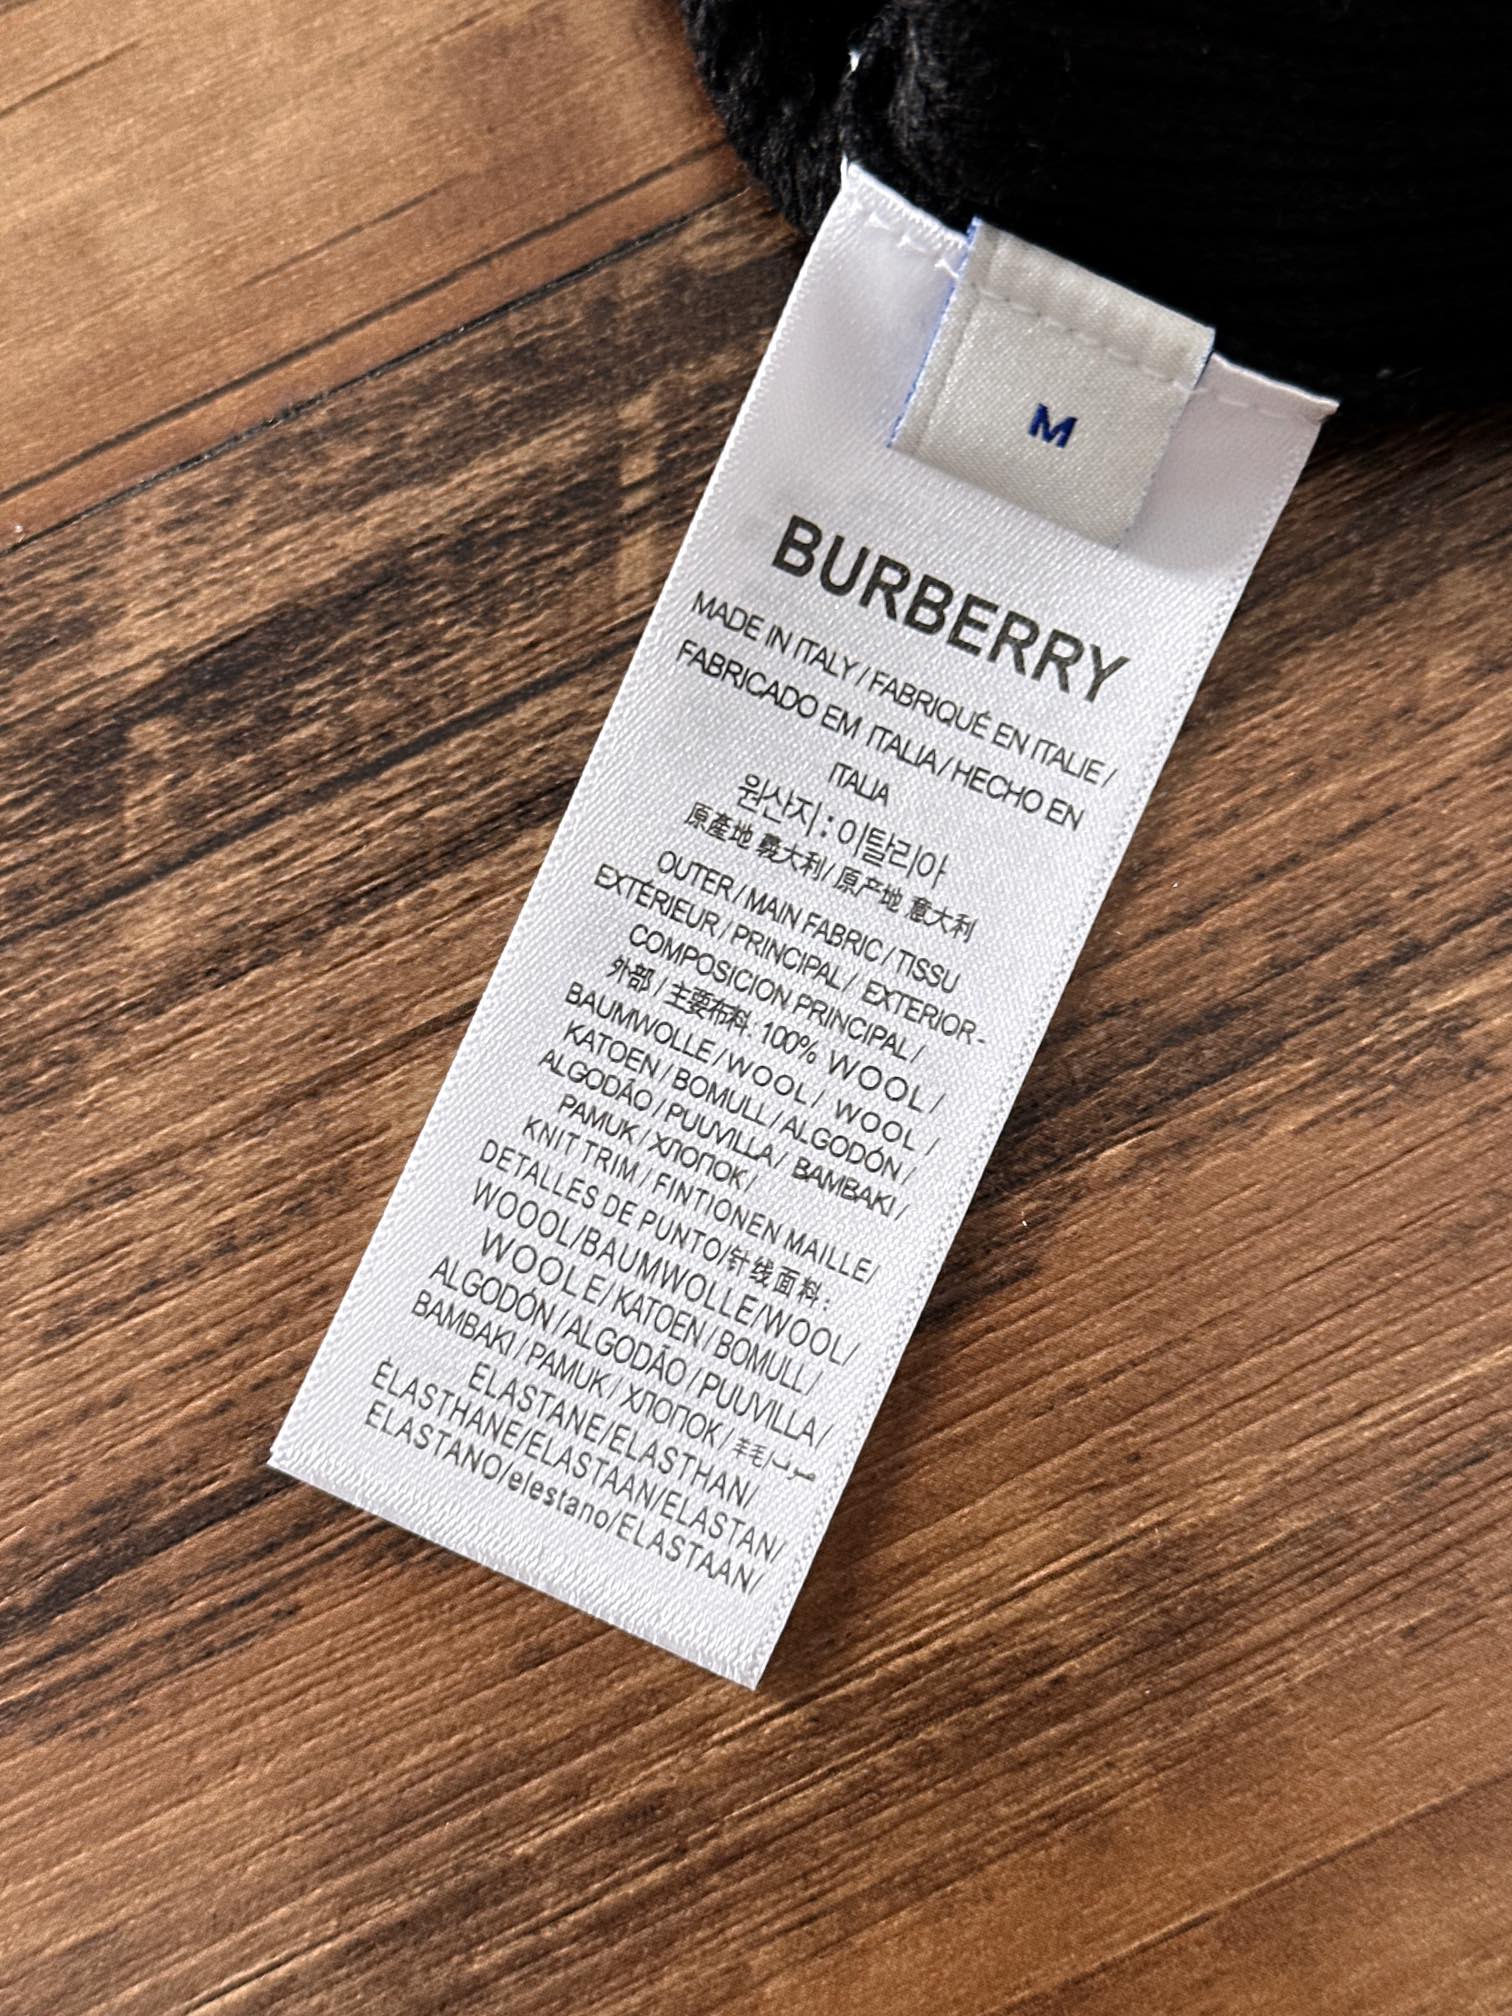 M
BURBERRY
MADE IN ITALY / FABRIQUÉ EN ITALIE /
FABRICADO EM ITALIA / HECHO EN
ITALIA
원산지 : 이탈리아
原產地 義大利 / 原产地 意大利
OUTER / MAIN FABRIC / TISSU
EXTÉRIEUR / PRINCIPAL / EXTERIOR-
COMPOSICION PRINCIPAL /
外部 / 主要布料: 100% WOOL /
BAUMWOLLE / WOOL / WOOL /
KATOEN / BOMULL / ALGODÓN /
ALGODÃO / PUUVILLA / BAMBAKI /
PAMUK / ХЛОПОК /
KNIT TRIM / FINTIONEN MAILLE/
DETALLES DE PUNTO/针线面料:
WOOOL/BAUMWOLLE/WOOL/
WOOLE/KATOEN / BOMULL /
ALGODÓN / ALGODÃO / PUUVILLA /
BAMBAKI / PAMUK / ХЛОПОК / 羊毛/
ELASTANE/ELASTHAN/
ÉLASTHANE/ELASTAAN/ELASTAN/
ELASTANO/elestano/ELASTAAN/